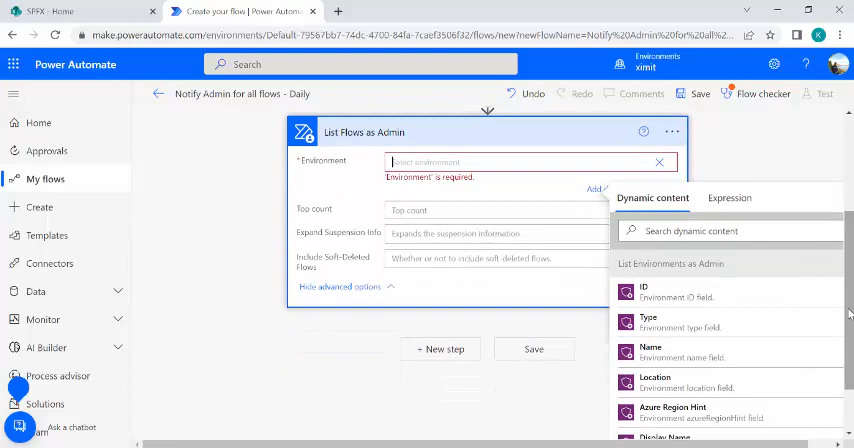 SPFX - Home
Create your flow | Power Automate
make.powerautomate.com/environments/Default-79567bb7-74dc-4700-84fa-7caef3506f32/flows/new?newFlowName=Notify%20Admin%20for%20all...
K
Power Automate
Search
Environments
ximit
Notify Admin for all flows - Daily
Undo
Redo
Comments
Save
Flow checker
Test
Home
Approvals
My flows
Create
Templates
Connectors
Data
Monitor
AI Builder
Process advisor
Solutions
Ask a chatbot
List Flows as Admin
* Environment
Select environment
'Environment' is required.
Add
Top count
Top count
Expand Suspension Info
Expands the suspension information
Include Soft-Deleted
Flows
Whether or not to include soft-deleted flows.
Hide advanced options
+ New step
Save
Dynamic content
Expression
Search dynamic content
List Environments as Admin
ID
Environment ID field.
Type
Environment type field.
Name
Environment name field.
Location
Environment location field.
Azure Region Hint
Environment azureRegionHint field.
Display Name